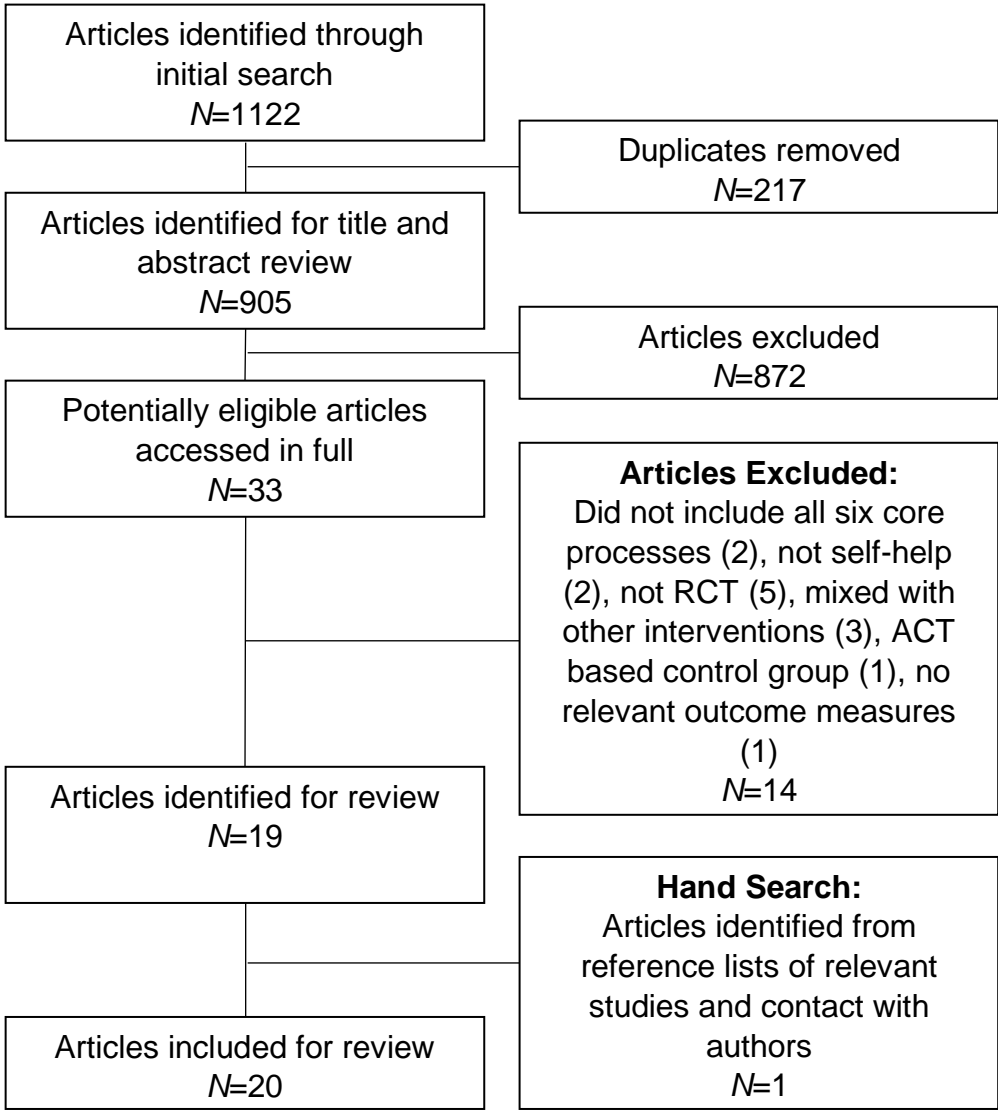 Articles identified through
initial search
N=1122
Duplicates removed
N=217
Articles identified for title and
abstract review
N=905
Articles excluded
N=872
Potentially eligible articles
accessed in full
N=33
Articles Excluded:
Did not include all six core
processes (2), not self-help
(2), not RCT (5), mixed with
other interventions (3), ACT
based control group (1), no
relevant outcome measures
(1)
N=14
Articles identified for review
N=19
Hand Search:
Articles identified from
reference lists of relevant
studies and contact with
authors
N=1
Articles included for review
N=20